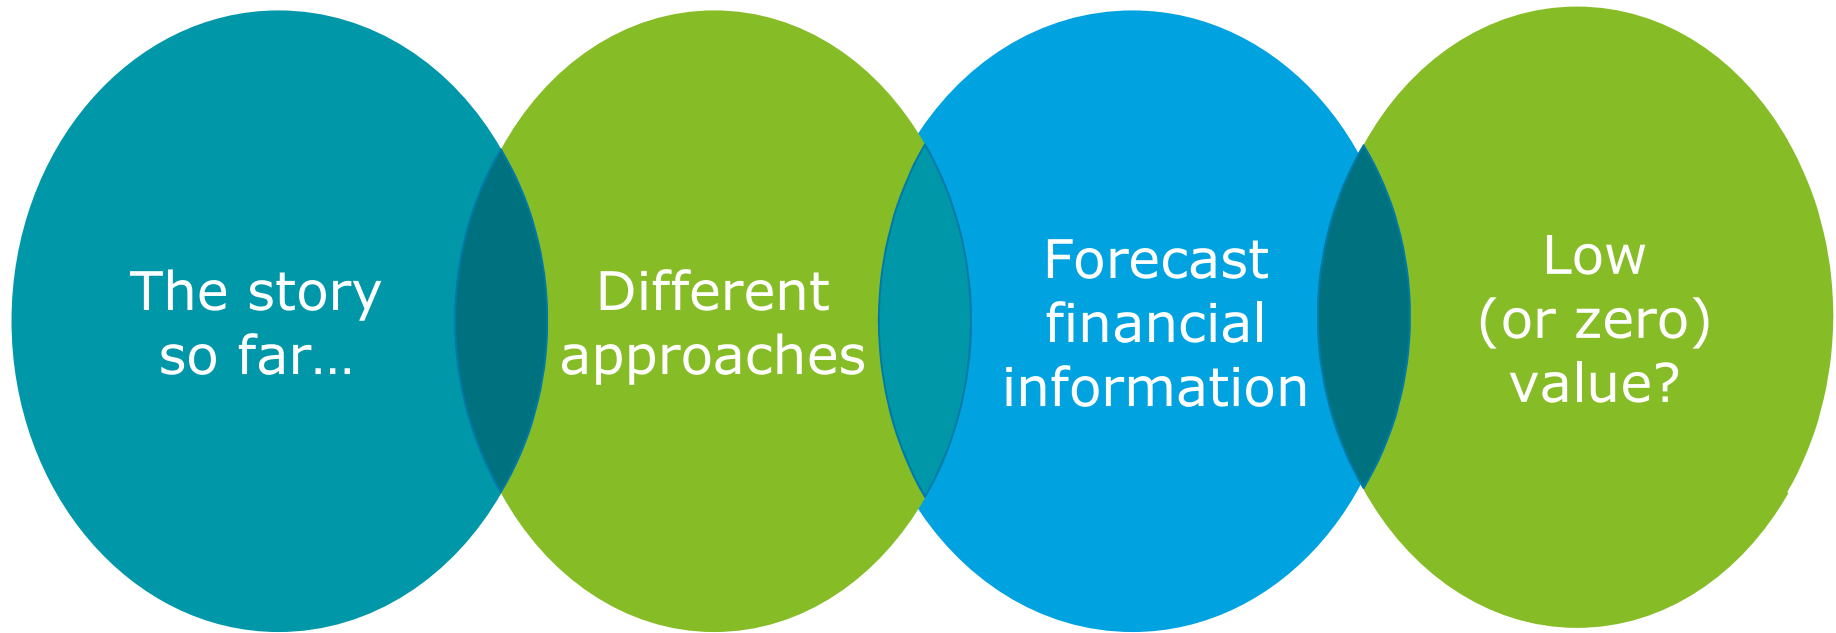 The story
so far...
Different
approaches
Forecast
financial
information
Low
(or zero)
value?